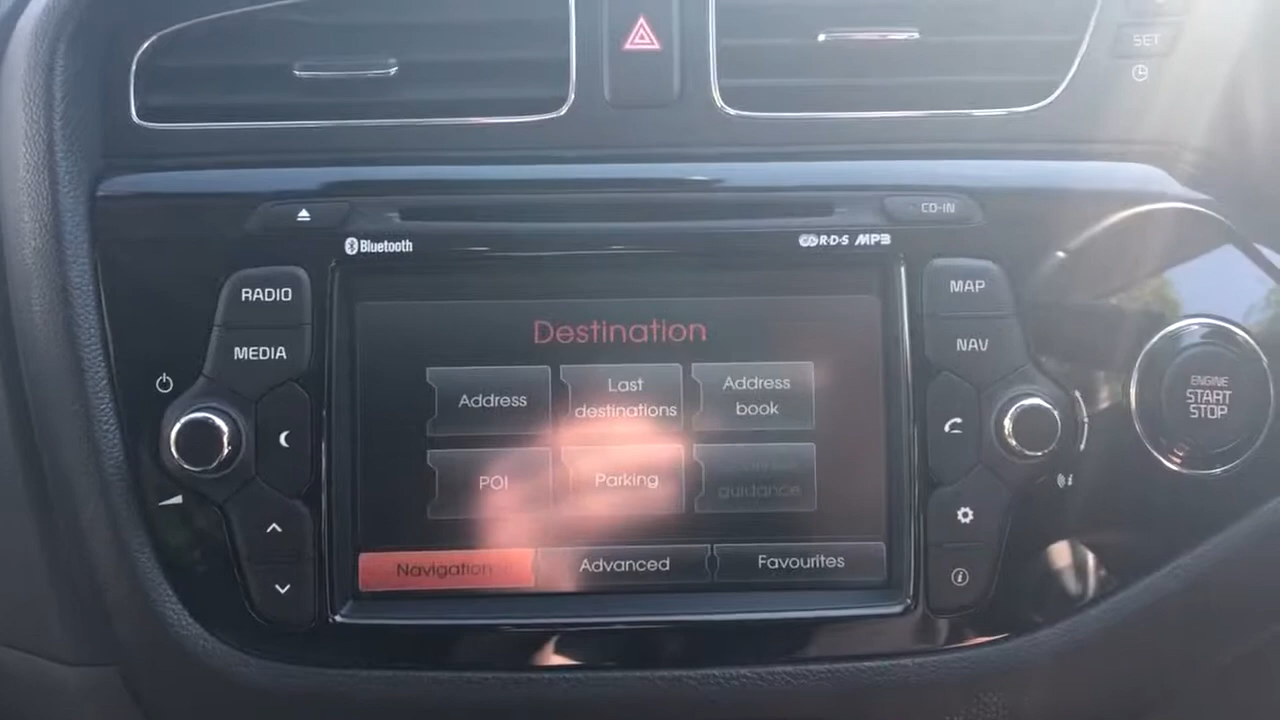 SET
CD-IN
Bluetooth
R·D·S MP3
RADIO
MEDIA
MAP
NAV
Destination
Address
Last
destinations
Address
book
POI
Parking
guidance
Navigation
Advanced
Favourites
ENGINE
START
STOP